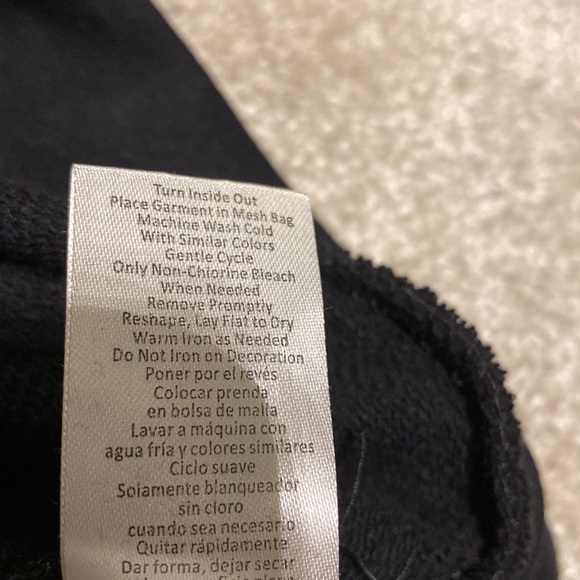 Turn Inside Out
Place Garment in Mesh Bag
Machine Wash Cold
With Similar Colors
Gentle Cycle
Only Non-Chlorine Bleach
When Needed
Remove Promptly
Reshape, Lay Flat to Dry
Warm Iron as Needed
Do Not Iron on Decoration
Poner por el revés
Colocar prenda
en bolsa de malla
Lavar a máquina con
agua fría y colores similares
Ciclo suave
Solamente blanqueador
sin cloro
cuando sea necesario
Quitar rápidamente
Dar forma, dejar secar